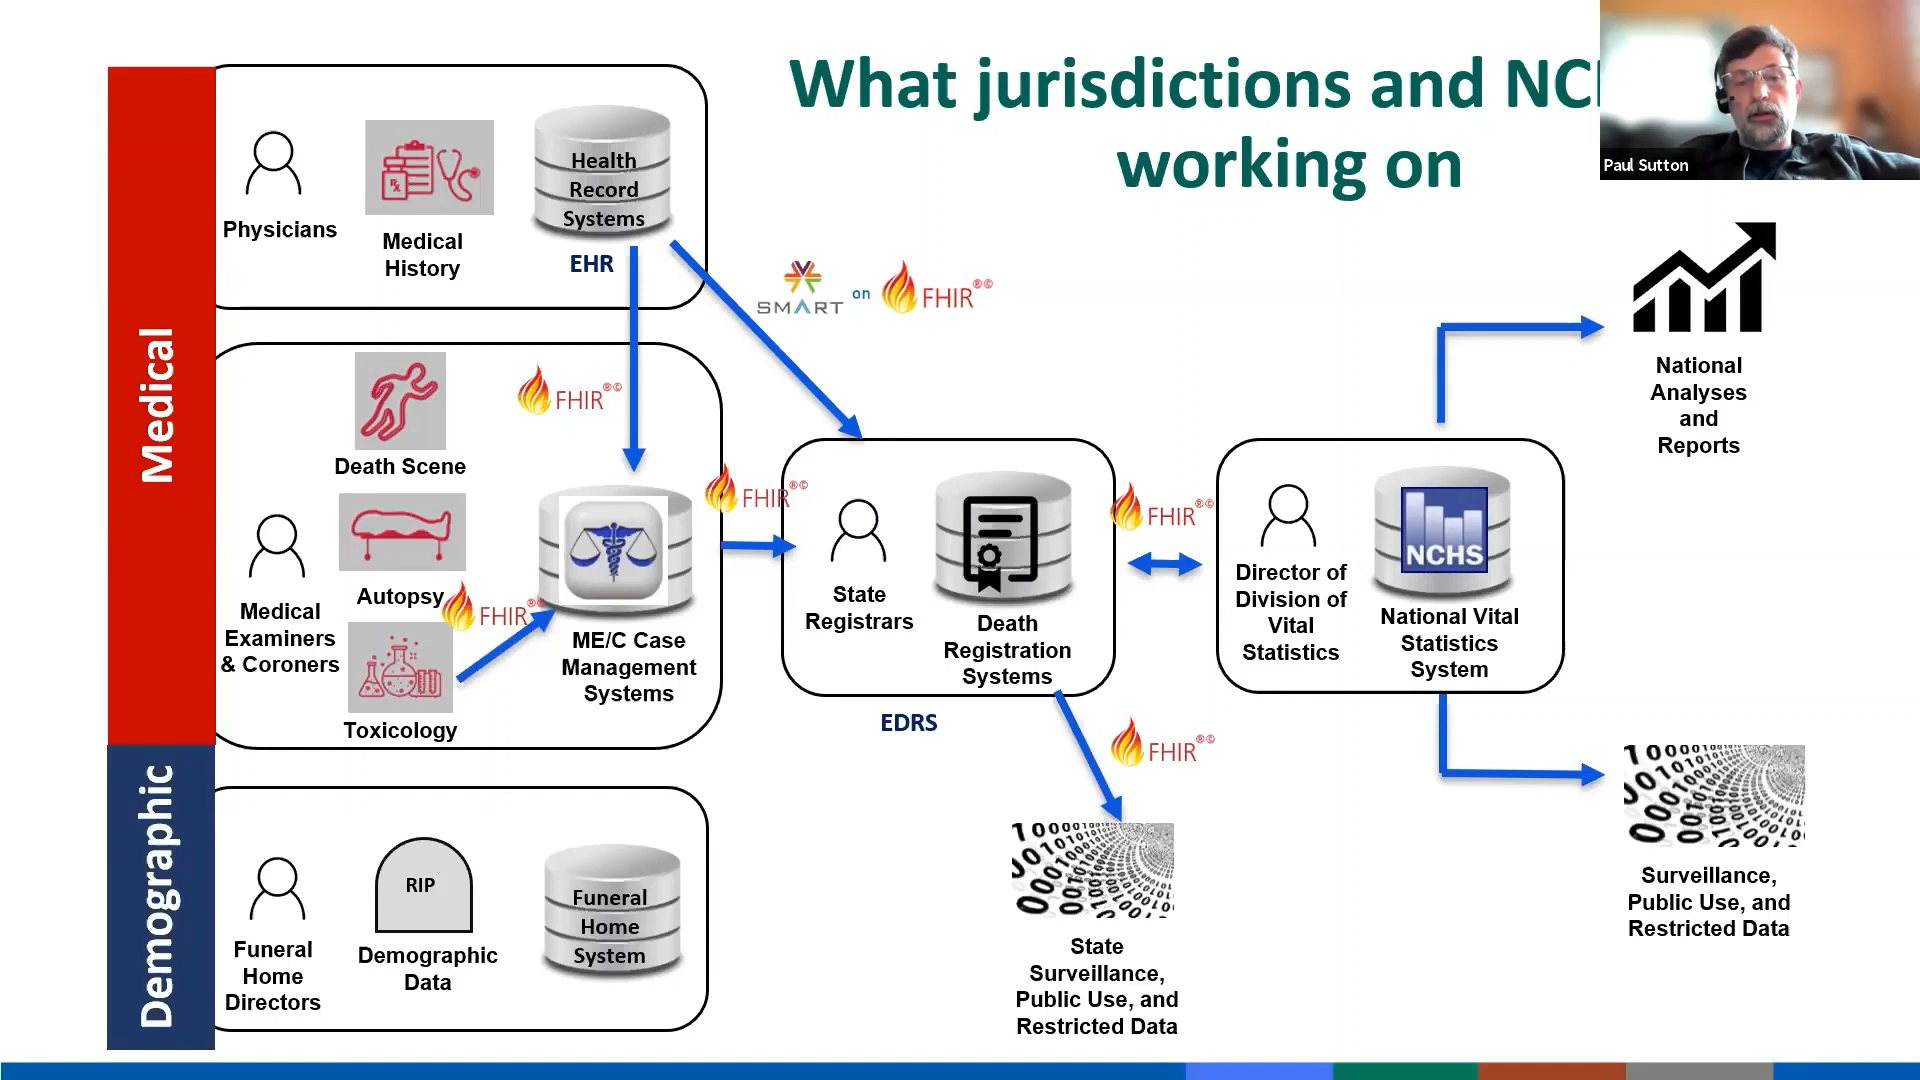 What jurisdictions and NC
working on
Paul Sutton
Medical
Physicians
Medical
History
Health
Record
Systems
EHR
SMART on FHIR®©
FHIR®©
Death Scene
Autopsy
FHIR®
Toxicology
Medical
Examiners
& Coroners
ME/C Case
Management
Systems
FHIR®©
State
Registrars
Death
Registration
Systems
EDRS
FHIR®©
Director of
Division of
Vital
Statistics
NCHS
National Vital
Statistics
System
National
Analyses
and
Reports
FHIR®©
State
Surveillance,
Public Use, and
Restricted Data
Surveillance,
Public Use, and
Restricted Data
Demographic
Funeral
Home
Directors
RIP
Demographic
Data
Funeral
Home
System